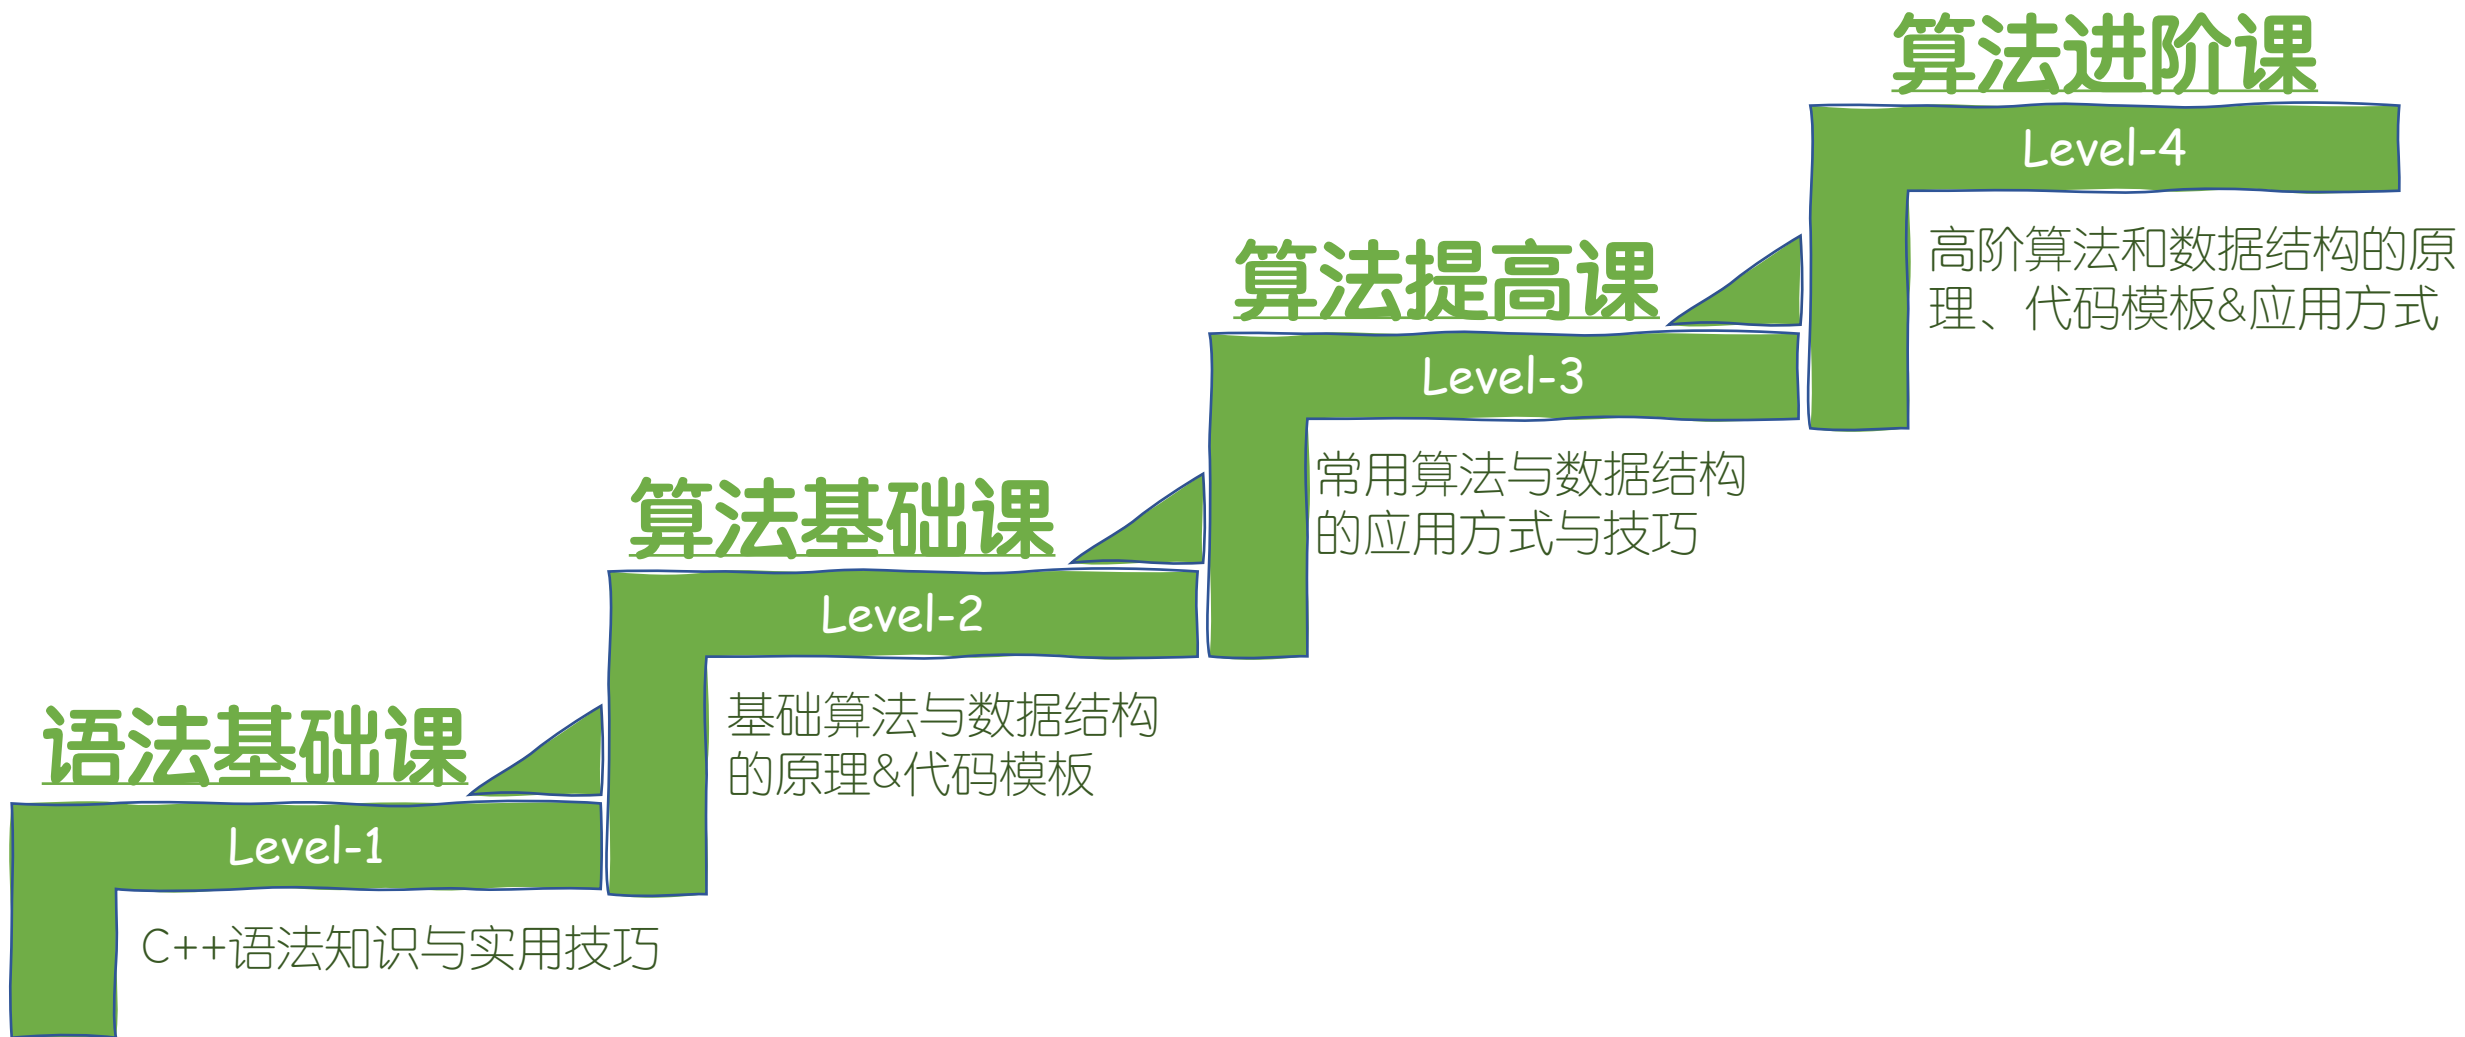 语法基础课
Level-1
C++语法知识与实用技巧
算法基础课
Level-2
基础算法与数据结构
的原理&代码模板
算法提高课
Level-3
常用算法与数据结构
的应用方式与技巧
算法进阶课
Level-4
高阶算法和数据结构的原
理、代码模板&应用方式